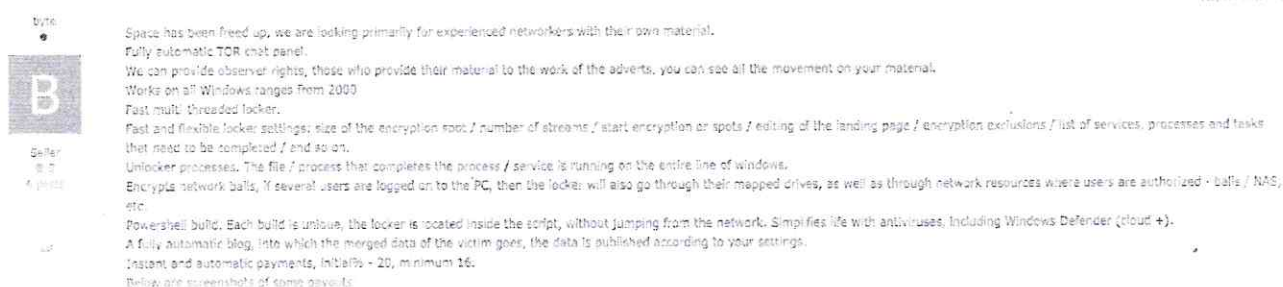 byte
Space has been freed up, we are looking primarily for experienced networkers with their own material.
Fully automatic TOR chat panel.
We can provide observer rights, those who provide their material to the work of the adverts, you can see all the movement on your material.
B
Works on all Windows ranges from 2000
Fast multi threaded locker.
Fast and flexible locker settings: size of the encryption spot / number of streams / start encryption or spots / editing of the landing page / encryption exclusions / list of services, processes and tasks
that need to be completed / and so on.
Seller
Unlocker processes. The file / process that completes the process / service is running on the entire line of windows.
Encrypts network balls, if several users are logged on to the PC, then the locker will also go through their mapped drives, as well as through network resources where users are authorized - balls / NAS,
etc
Powershell build. Each build is unique, the locker is located inside the script, without jumping from the network. Simplifies life with antiviruses, including Windows Defender (cloud +).
A fully automatic blog, into which the merged data of the victim goes, the data is published according to your settings.
Instant and automatic payments, initial% - 20, minimum 16.
Below are screenshots of some payouts